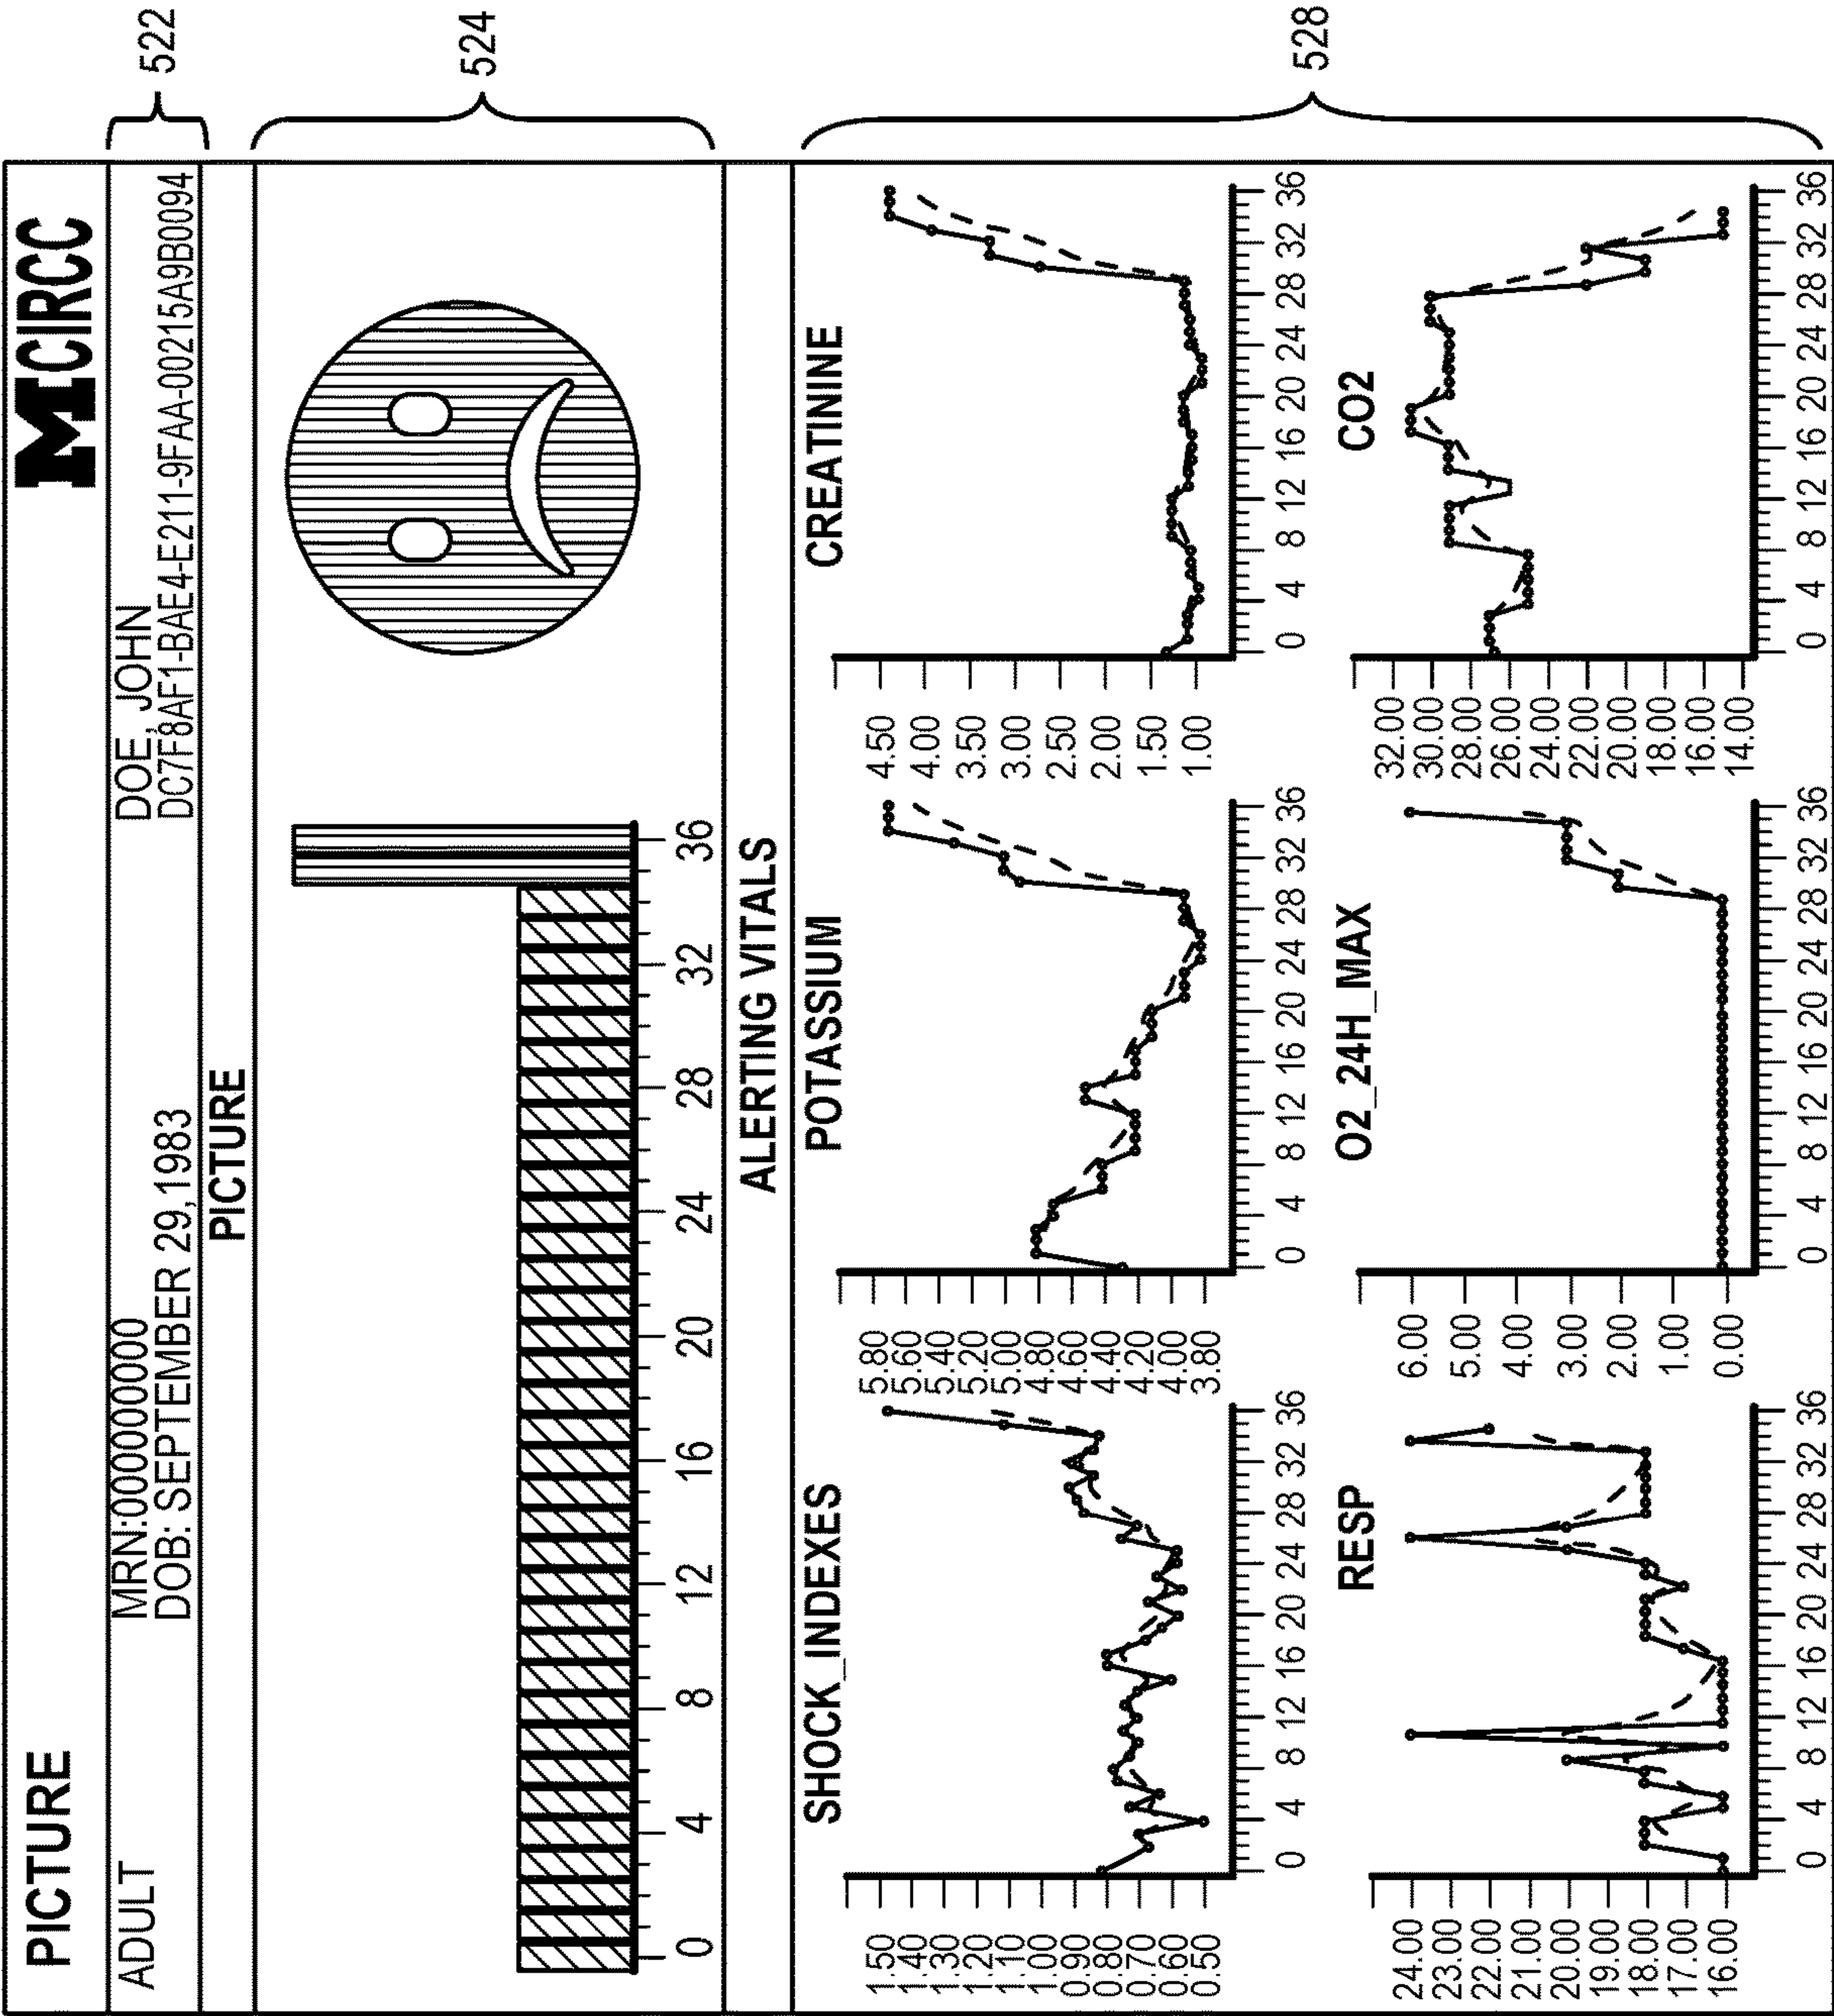 PICTURE
MCIRCC
ADULT
MRN:0000000000
DOE, JOHN
DOB: SEPTEMBER 29,1983
DC7F8AF1-BAE4-E211-9FAA-00215A9B0094
522
PICTURE
0 4 8 12 16 20 24 28 32 36
524
ALERTING VITALS
SHOCK_INDEXES
1.50
1.40
1.30
1.20
1.10
1.00
0.90
0.80
0.70
0.60
0.50
0 4 8 12 16 20 24 28 32 36
POTASSIUM
5.80
5.60
5.40
5.20
5.00
4.80
4.60
4.40
4.20
4.00
3.80
0 4 8 12 16 20 24 28 32 36
CREATININE
4.50
4.00
3.50
3.00
2.50
2.00
1.50
1.00
0 4 8 12 16 20 24 28 32 36
528
RESP
24.00
23.00
22.00
21.00
20.00
19.00
18.00
17.00
16.00
0 4 8 12 16 20 24 28 32 36
O2_24H_MAX
6.00
5.00
4.00
3.00
2.00
1.00
0.00
0 4 8 12 16 20 24 28 32 36
CO2
32.00
30.00
28.00
26.00
24.00
22.00
20.00
18.00
16.00
14.00
0 4 8 12 16 20 24 28 32 36